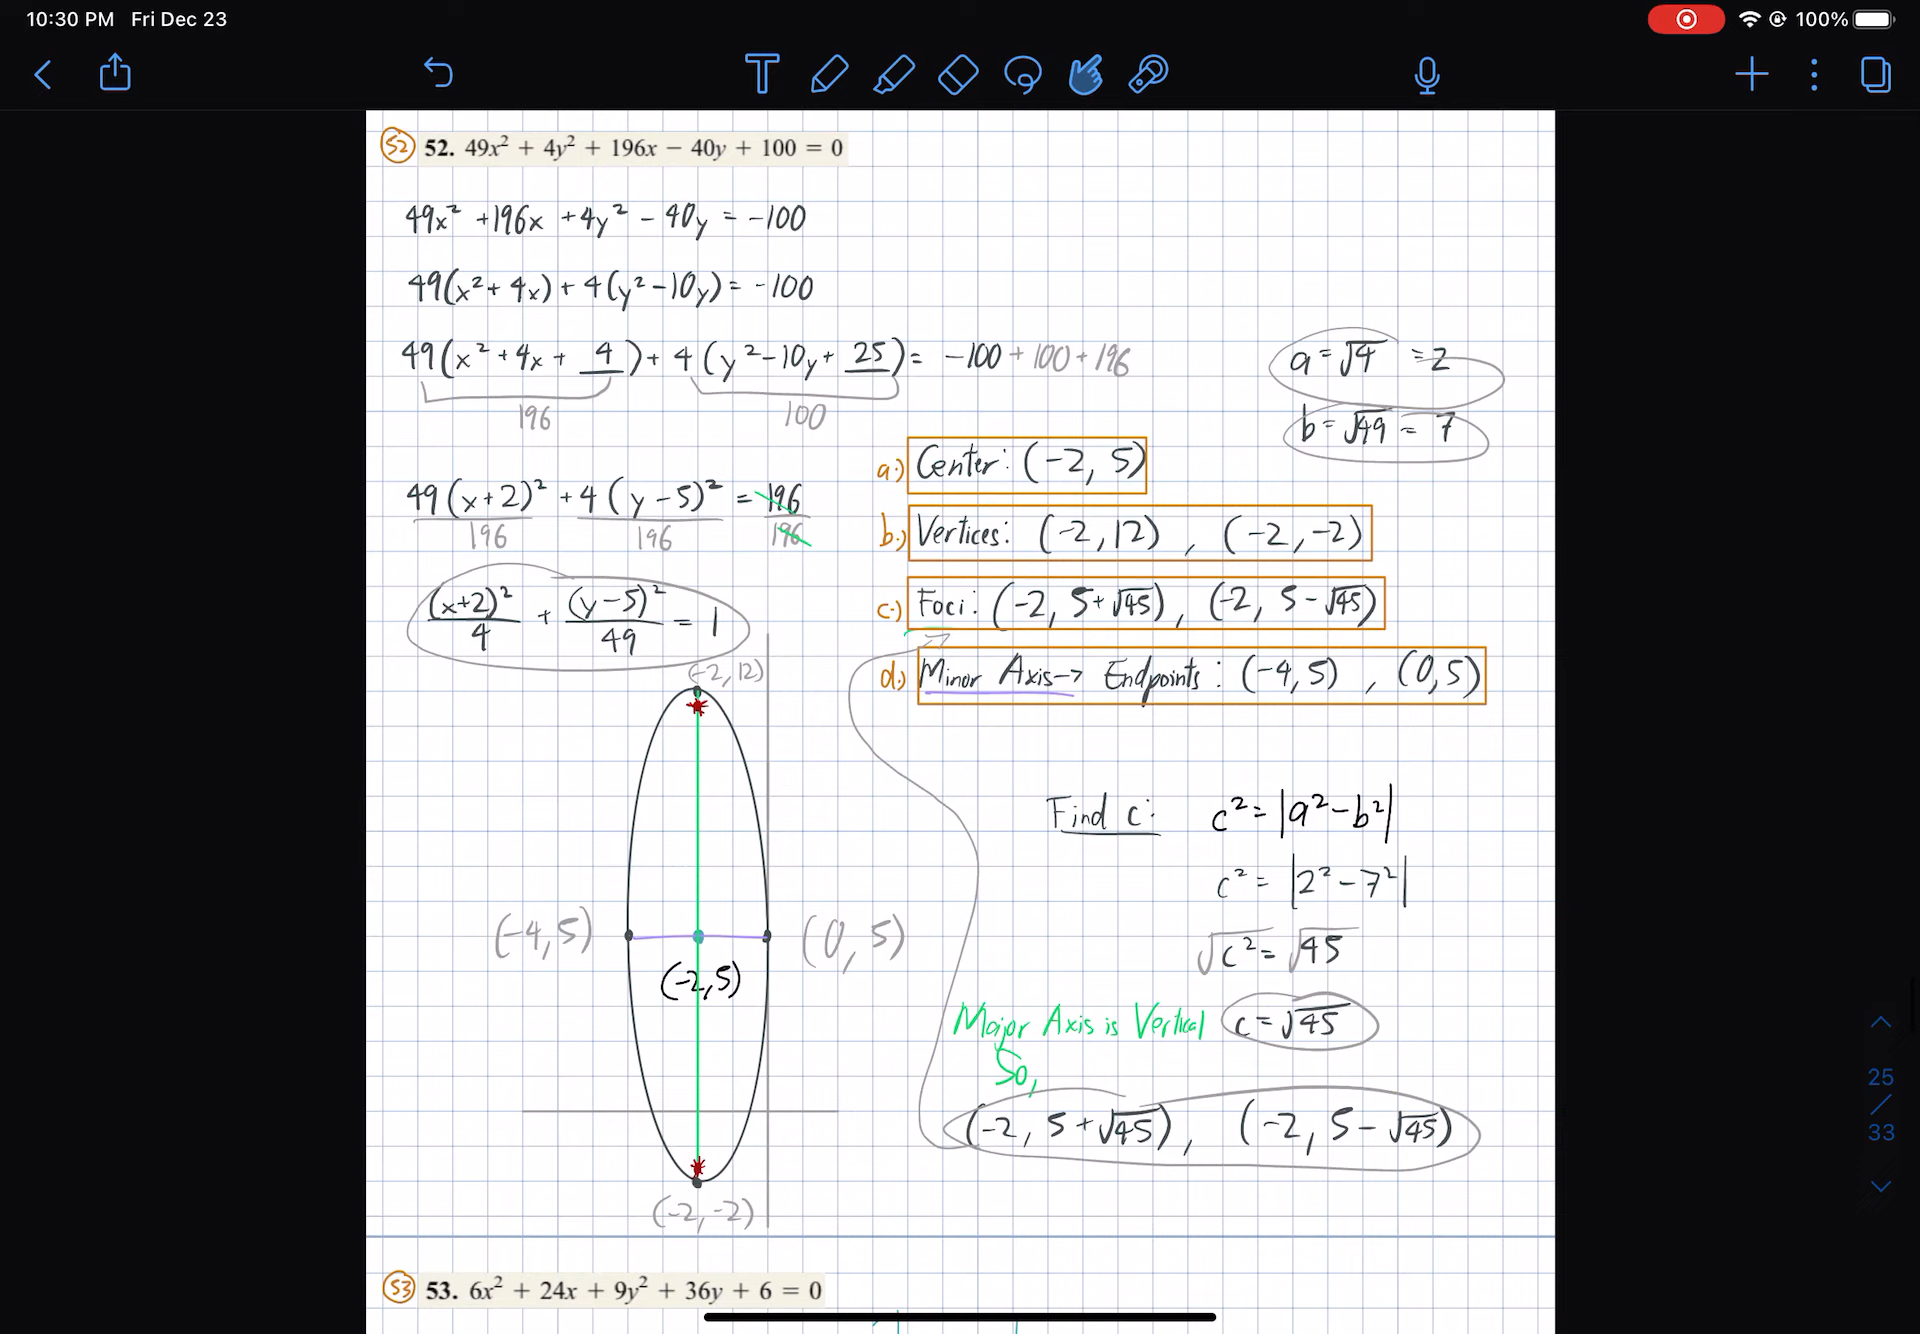 10:30 PM Fri Dec 23
100%
T
52 52. 49x² + 4y² + 196x − 40y + 100 = 0
49x² + 196x + 4y² - 40y = -100
49(x² + 4x) + 4(y² - 10y) = -100
49(x² + 4x + 4) + 4(y² - 10y + 25) = -100 + 100 + 196
196 100
a = √4 = 2
b = √49 = 7
49(x+2)² + 4(y-5)² = 196
196 196 196
(x+2)²/4 + (y-5)²/49 = 1
a.) Center: (-2, 5)
b.) Vertices: (-2, 12), (-2, -2)
c.) Foci: (-2, 5+√45), (-2, 5-√45)
d.) Minor Axis → Endpoints: (-4, 5), (0, 5)
(-2, 12)
(-4, 5)
(0, 5)
(-2, 5)
(-2, -2)
Find c: c² = |a² - b²|
c² = |2² - 7²|
√c² = √45
Major Axis is Vertical c = √45
So,
(-2, 5+√45), (-2, 5-√45)
25
/
33
53 53. 6x² + 24x + 9y² + 36y + 6 = 0